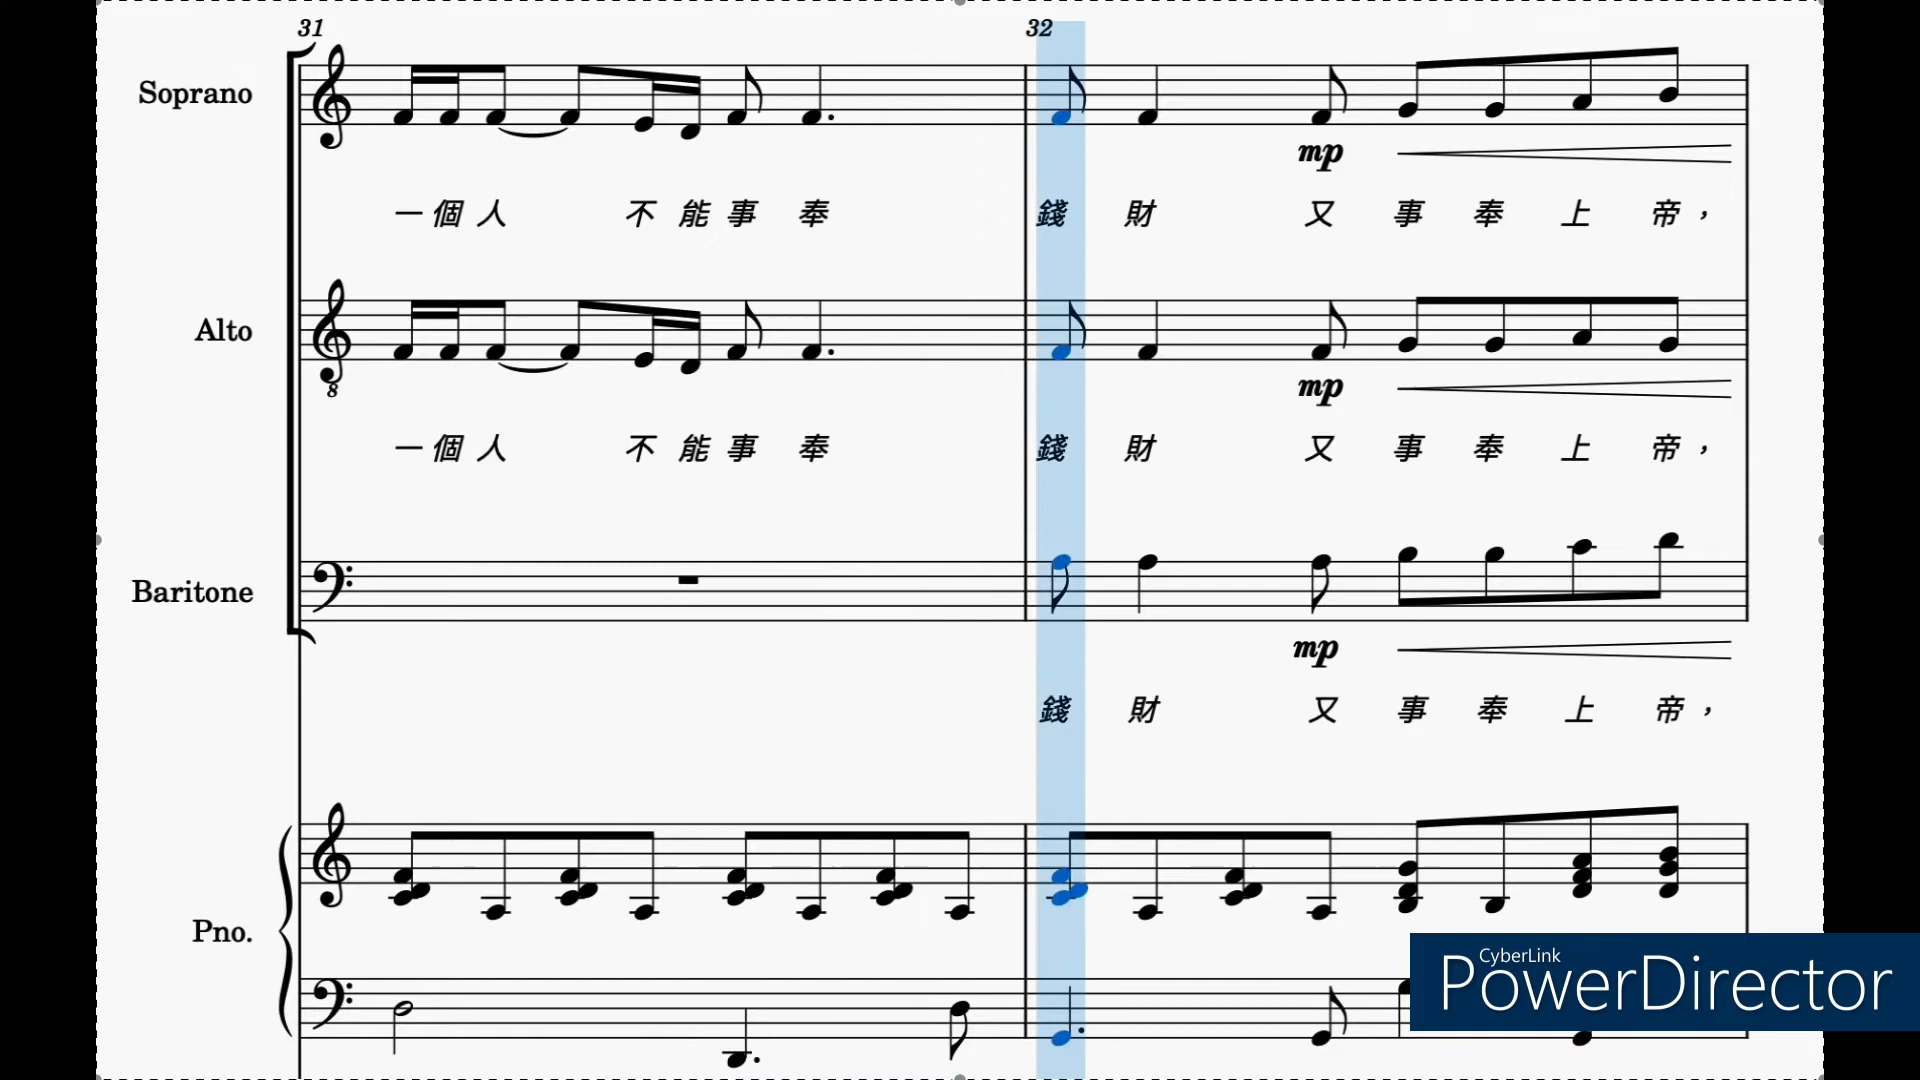 31 32
Soprano
mp
一個人 不能事奉 錢財 又事奉上帝，
Alto
8
mp
一個人 不能事奉 錢財 又事奉上帝，
Baritone
mp
錢財 又事奉上帝，
Pno.
CyberLink
PowerDirector